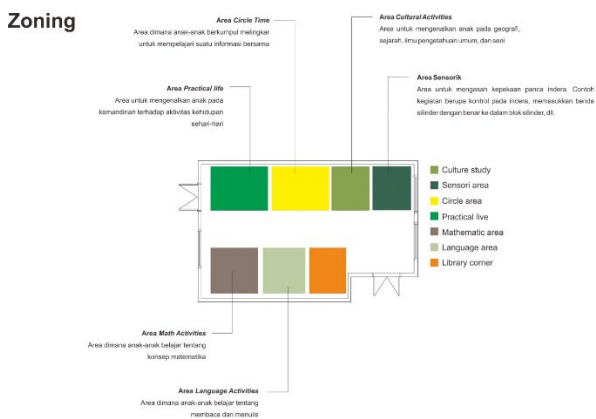 Zoning
Area Circle Time
Area dimana anak-anak berkumpul melingkar
untuk mempelajari suatu informasi bersama
Area Cultural Activities
Area untuk mengenalkan anak pada geografi,
sejarah, ilmu pengetahuan umum, dan seni
Area Practical life
Area untuk mengenalkan anak pada
kemandirian terhadap aktivitas kehidupan
sehari-hari
Area Sensorik
Area untuk mengasah kepekaan panca indera. Contoh
kegiatan berupa kontrol pada indera, memasukkan benda
silinder dengan benar ke dalam blok silinder, dll.
Culture study
Sensori area
Circle area
Practical live
Mathematic area
Language area
Library corner
Area Math Activities
Area dimana anak-anak belajar tentang
konsep matematika
Area Language Activities
Area dimana anak-anak belajar tentang
membaca dan menulis